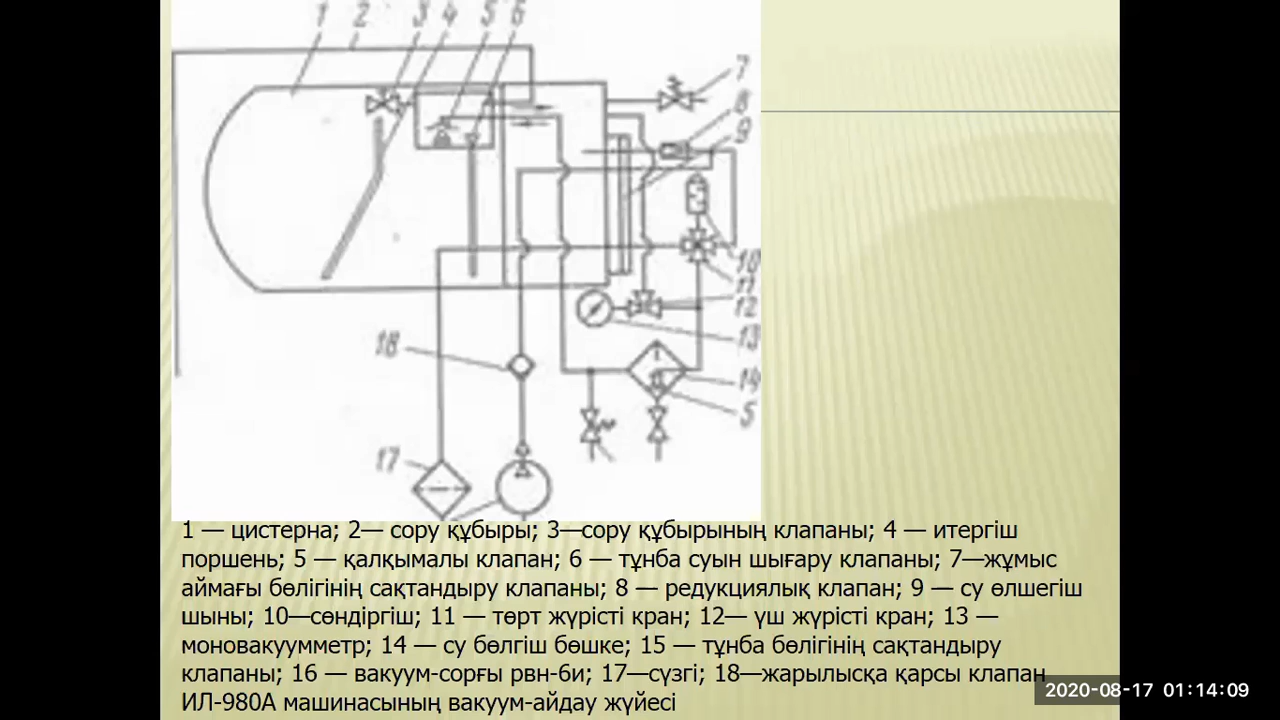 1 2 3 4 5 6
7
8
9
10
11
12
13
18
14
5
17
1 — цистерна; 2— сору құбыры; 3—сору құбырының клапаны; 4 — итергіш
поршень; 5 — қалқымалы клапан; 6 — тұнба суын шығару клапаны; 7—жұмыс
аймағы бөлігінің сақтандыру клапаны; 8 — редукциялық клапан; 9 — су өлшегіш
шыны; 10—сөндіргіш; 11 — төрт жүрісті кран; 12— үш жүрісті кран; 13 —
моновакуумметр; 14 — су бөлгіш бөшке; 15 — тұнба бөлігінің сақтандыру
клапаны; 16 — вакуум-сорғы рвн-6и; 17—сүзгі; 18—жарылысқа қарсы клапан
ИЛ-980А машинасының вакуум-айдау жүйесі
2020-08-17 01:14:09